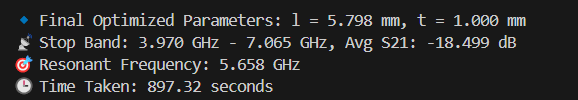 🔹 Final Optimized Parameters: l = 5.798 mm, t = 1.000 mm
📡 Stop Band: 3.970 GHz - 7.065 GHz, Avg S21: -18.499 dB
🎯 Resonant Frequency: 5.658 GHz
🕒 Time Taken: 897.32 seconds